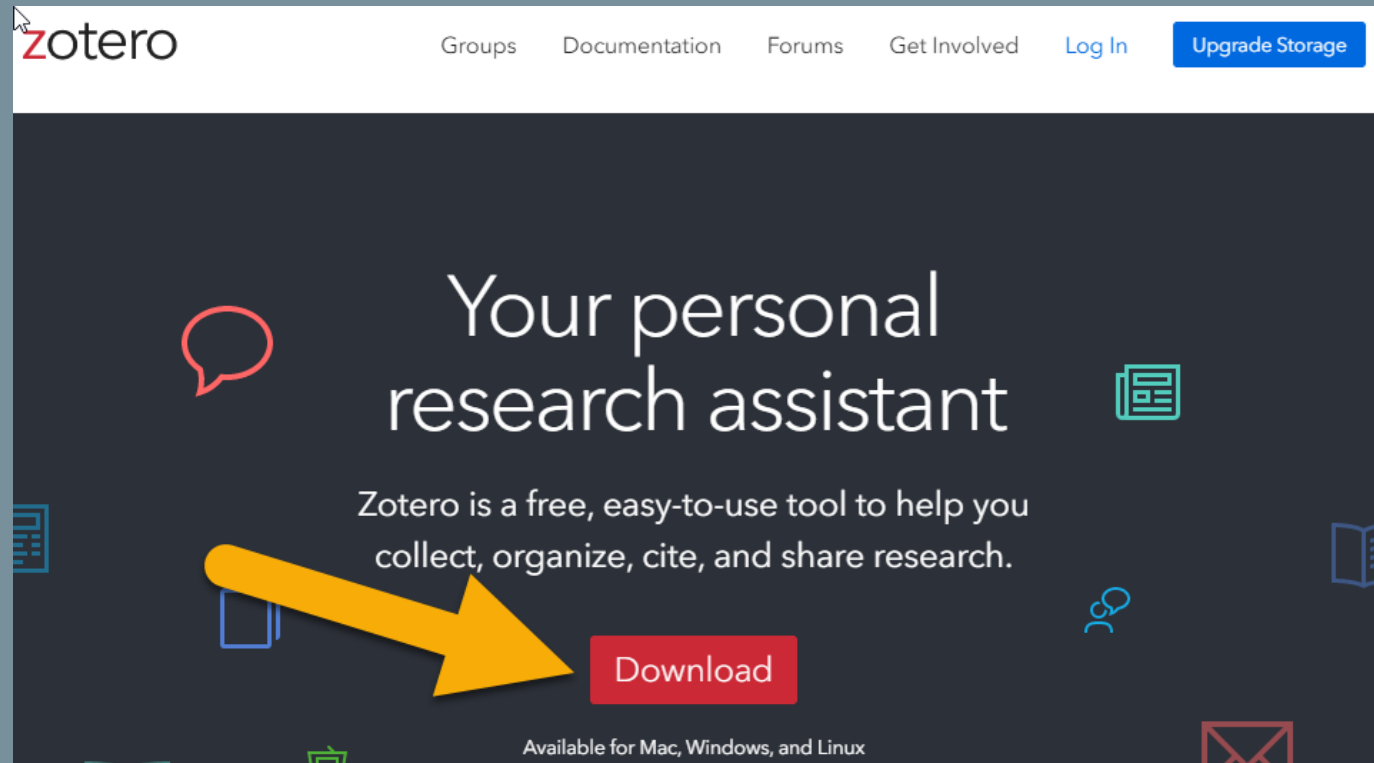 zotero
Groups Documentation Forums Get Involved Log In Upgrade Storage
Your personal
research assistant
Zotero is a free, easy-to-use tool to help you
collect, organize, cite, and share research.
Download
Available for Mac, Windows, and Linux